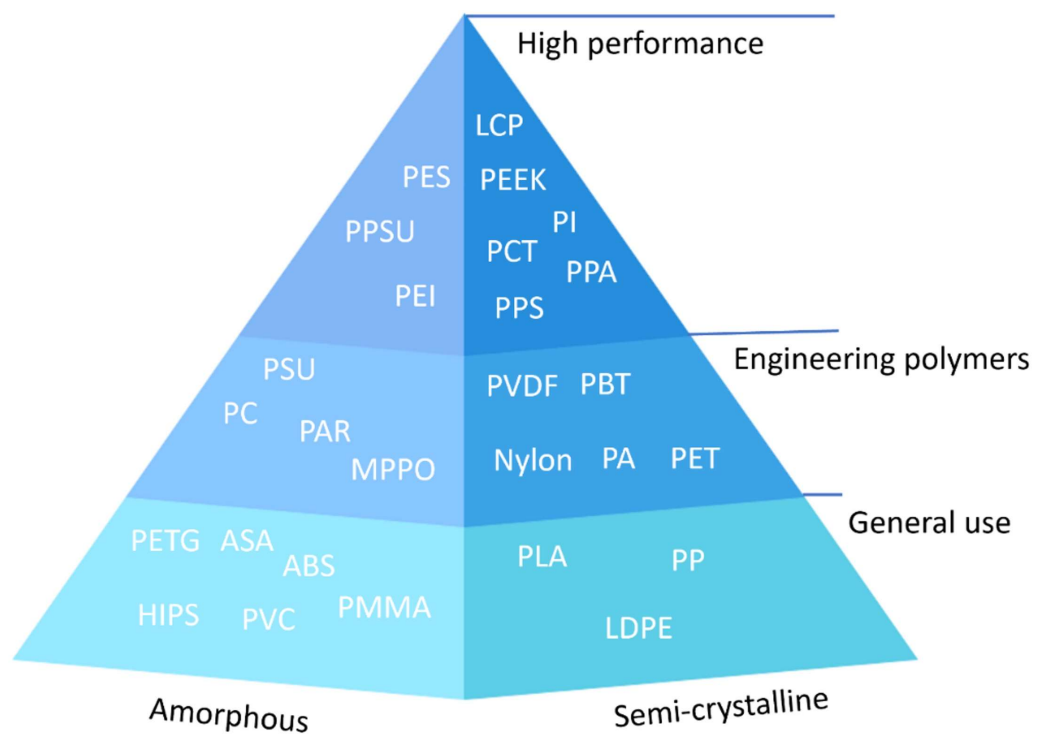 High performance
LCP
PES PEEK
PI
PPSU
PCT
PPA
PEI
PPS
Engineering polymers
PSU
PVDF PBT
PC
PAR
MPPO
Nylon PA PET
General use
PETG ASA
ABS
PLA PP
HIPS PVC PMMA
LDPE
Amorphous
Semi-crystalline